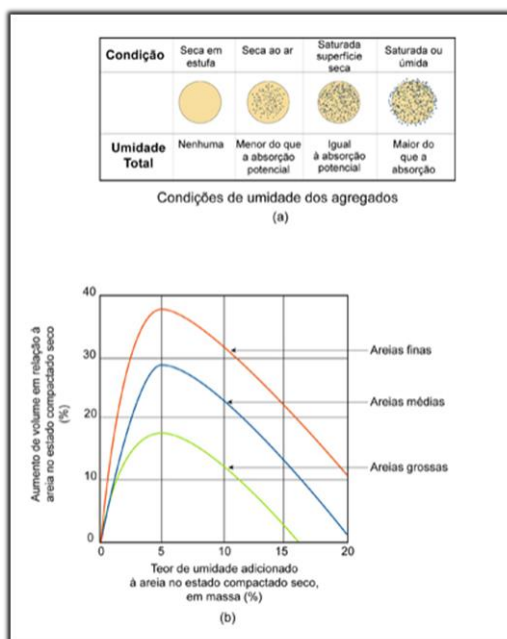 Condição
Seca em
estufa
Seca ao ar
Saturada
superfície
seca
Saturada ou
úmida
Umidade
Total
Nenhuma
Menor do que
a absorção
potencial
Igual
à absorção
potencial
Maior do
que a
absorção
Condições de umidade dos agregados
(a)
Aumento de volume em relação à
areia no estado compactado seco
(%)
40
30
20
10
0
Areias finas
Areias médias
Areias grossas
0
5
10
15
20
Teor de umidade adicionado
à areia no estado compactado seco,
em massa (%)
(b)